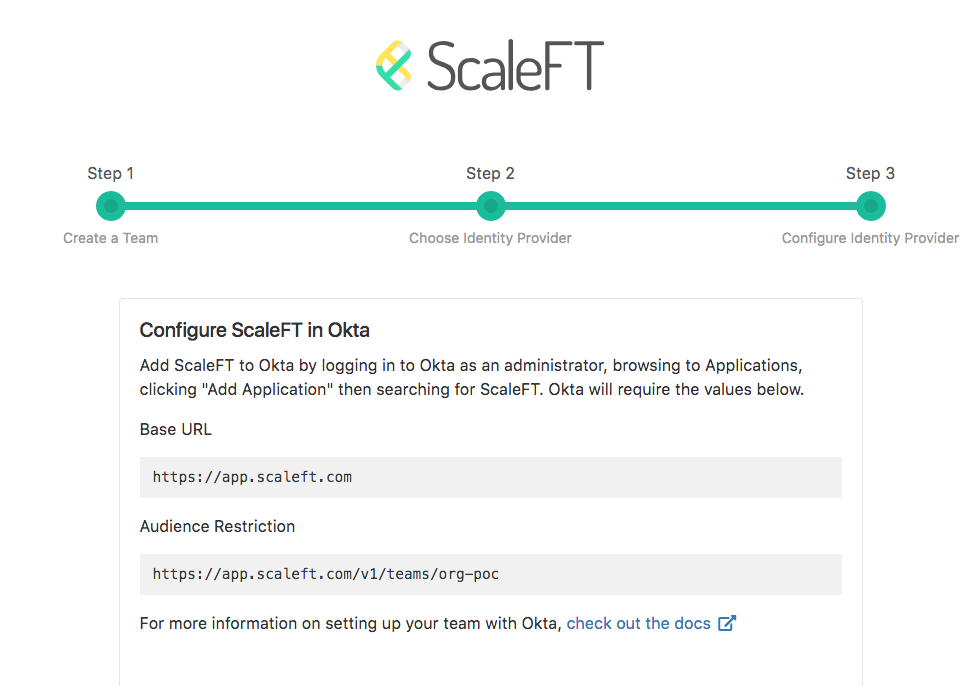 ScaleFT
Step 1
Step 2
Step 3
Create a Team
Choose Identity Provider
Configure Identity Provider
Configure ScaleFT in Okta
Add ScaleFT to Okta by logging in to Okta as an administrator, browsing to Applications,
clicking "Add Application" then searching for ScaleFT. Okta will require the values below.
Base URL
https://app.scaleft.com
Audience Restriction
https://app.scaleft.com/v1/teams/org-poc
For more information on setting up your team with Okta, check out the docs